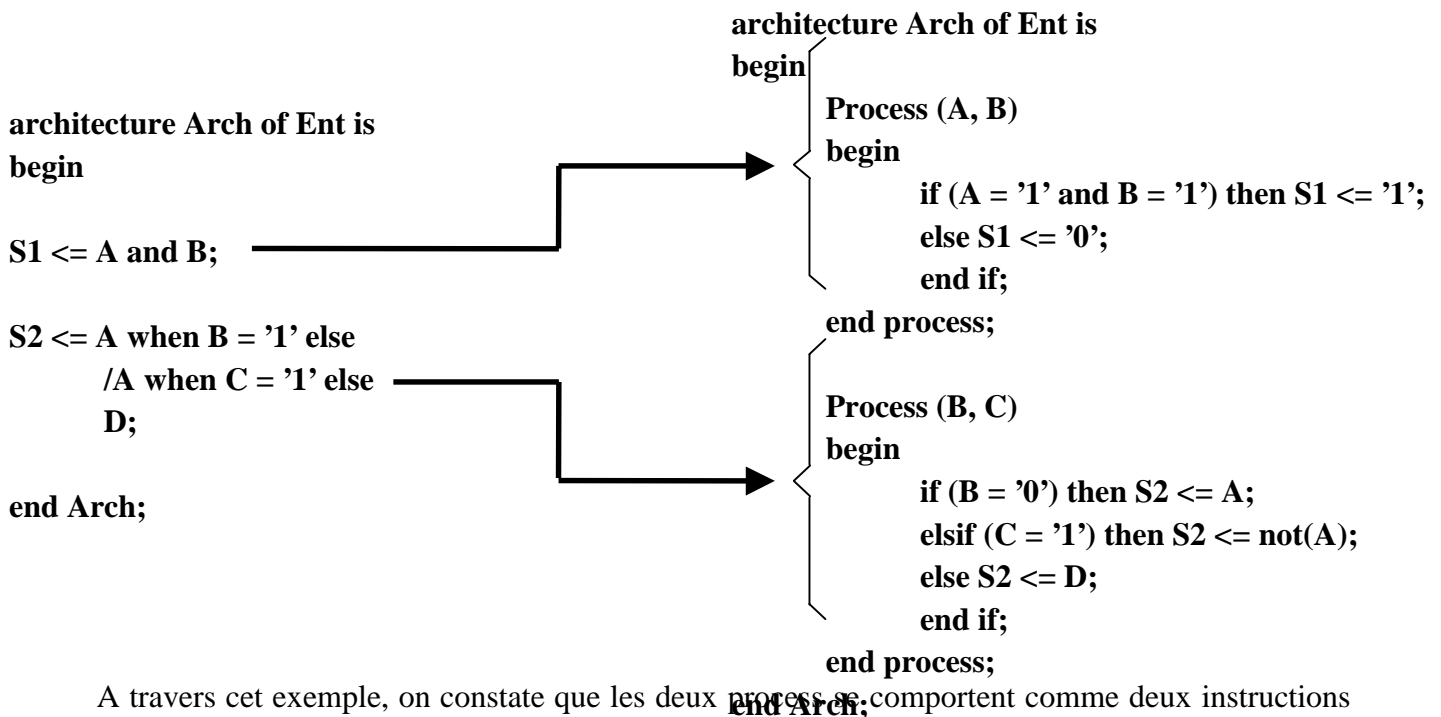 architecture Arch of Ent is
begin
S1 <= A and B;
S2 <= A when B = ’1’ else
/A when C = ’1’ else
D;
end Arch;
architecture Arch of Ent is
begin
Process (A, B)
begin
if (A = ’1’ and B = ’1’) then S1 <= ’1’;
else S1 <= ’0’;
end if;
end process;
Process (B, C)
begin
if (B = ’0’) then S2 <= A;
elsif (C = ’1’) then S2 <= not(A);
else S2 <= D;
end if;
end process;
end Arch;
A travers cet exemple, on constate que les deux process se comportent comme deux instructions